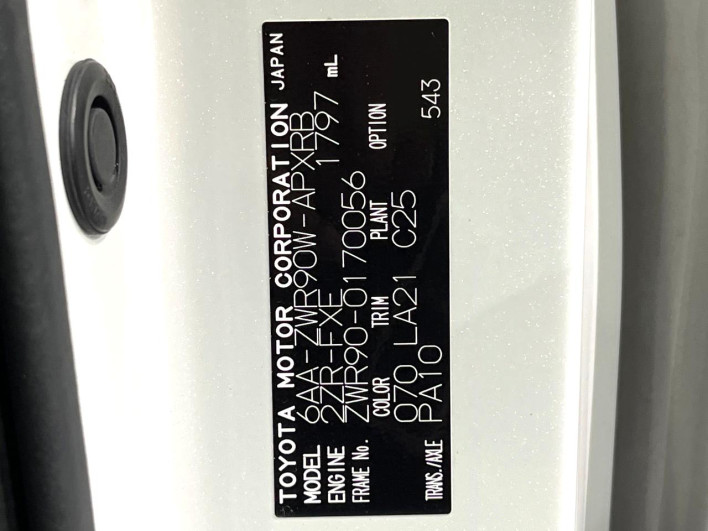 TOYOTA MOTOR CORPORATION JAPAN
MODEL 6AA-ZWR90W-APXRB
ENGINE 2ZR-FXE 1797 mL
FRAME No. ZWR90-0170056
COLOR TRIM PLANT OPTION
070 LA21 C25
TRANS./AXLE PA10 543